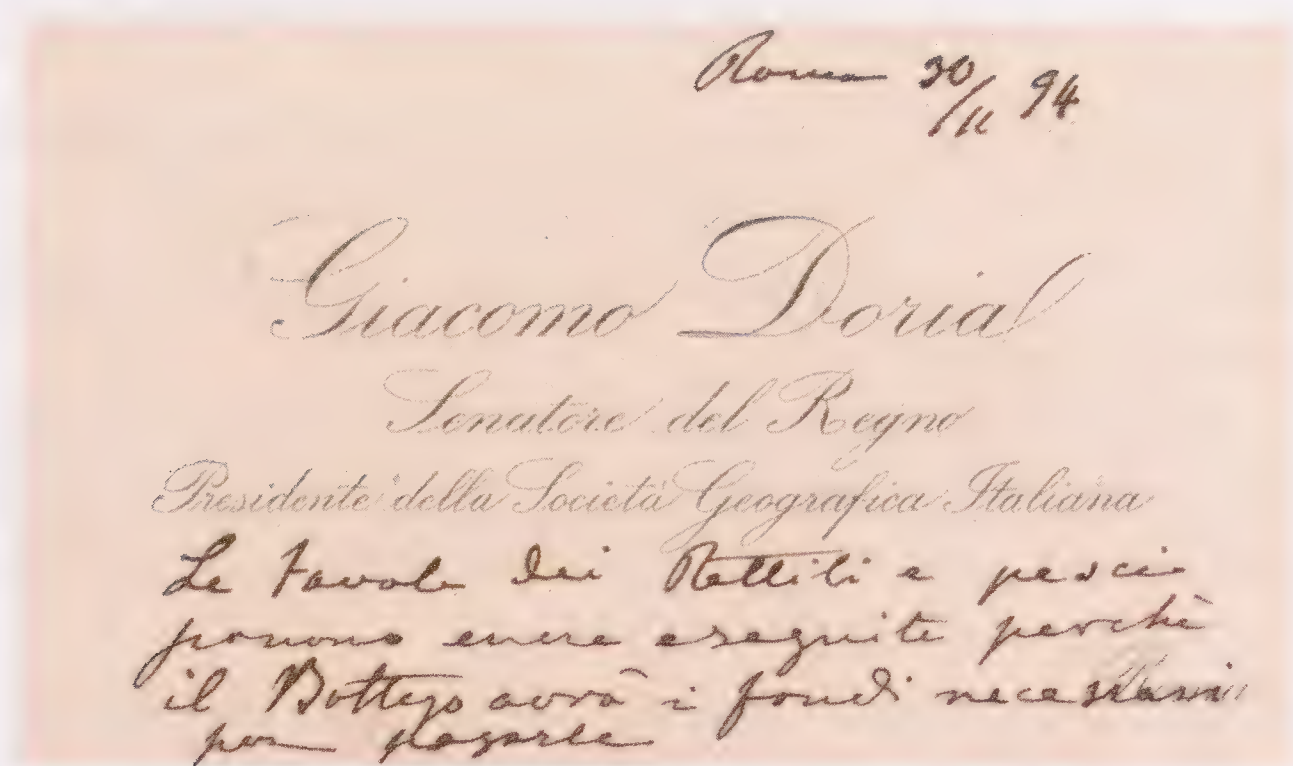 Roma 30/11 94
Giacomo Doria
Senatore del Regno
Presidente della Società Geografica Italiana
Le tavole dei Rettili e pesci
possono essere eseguite perchè
il Bottego avrà i fondi necessari
per pagarle